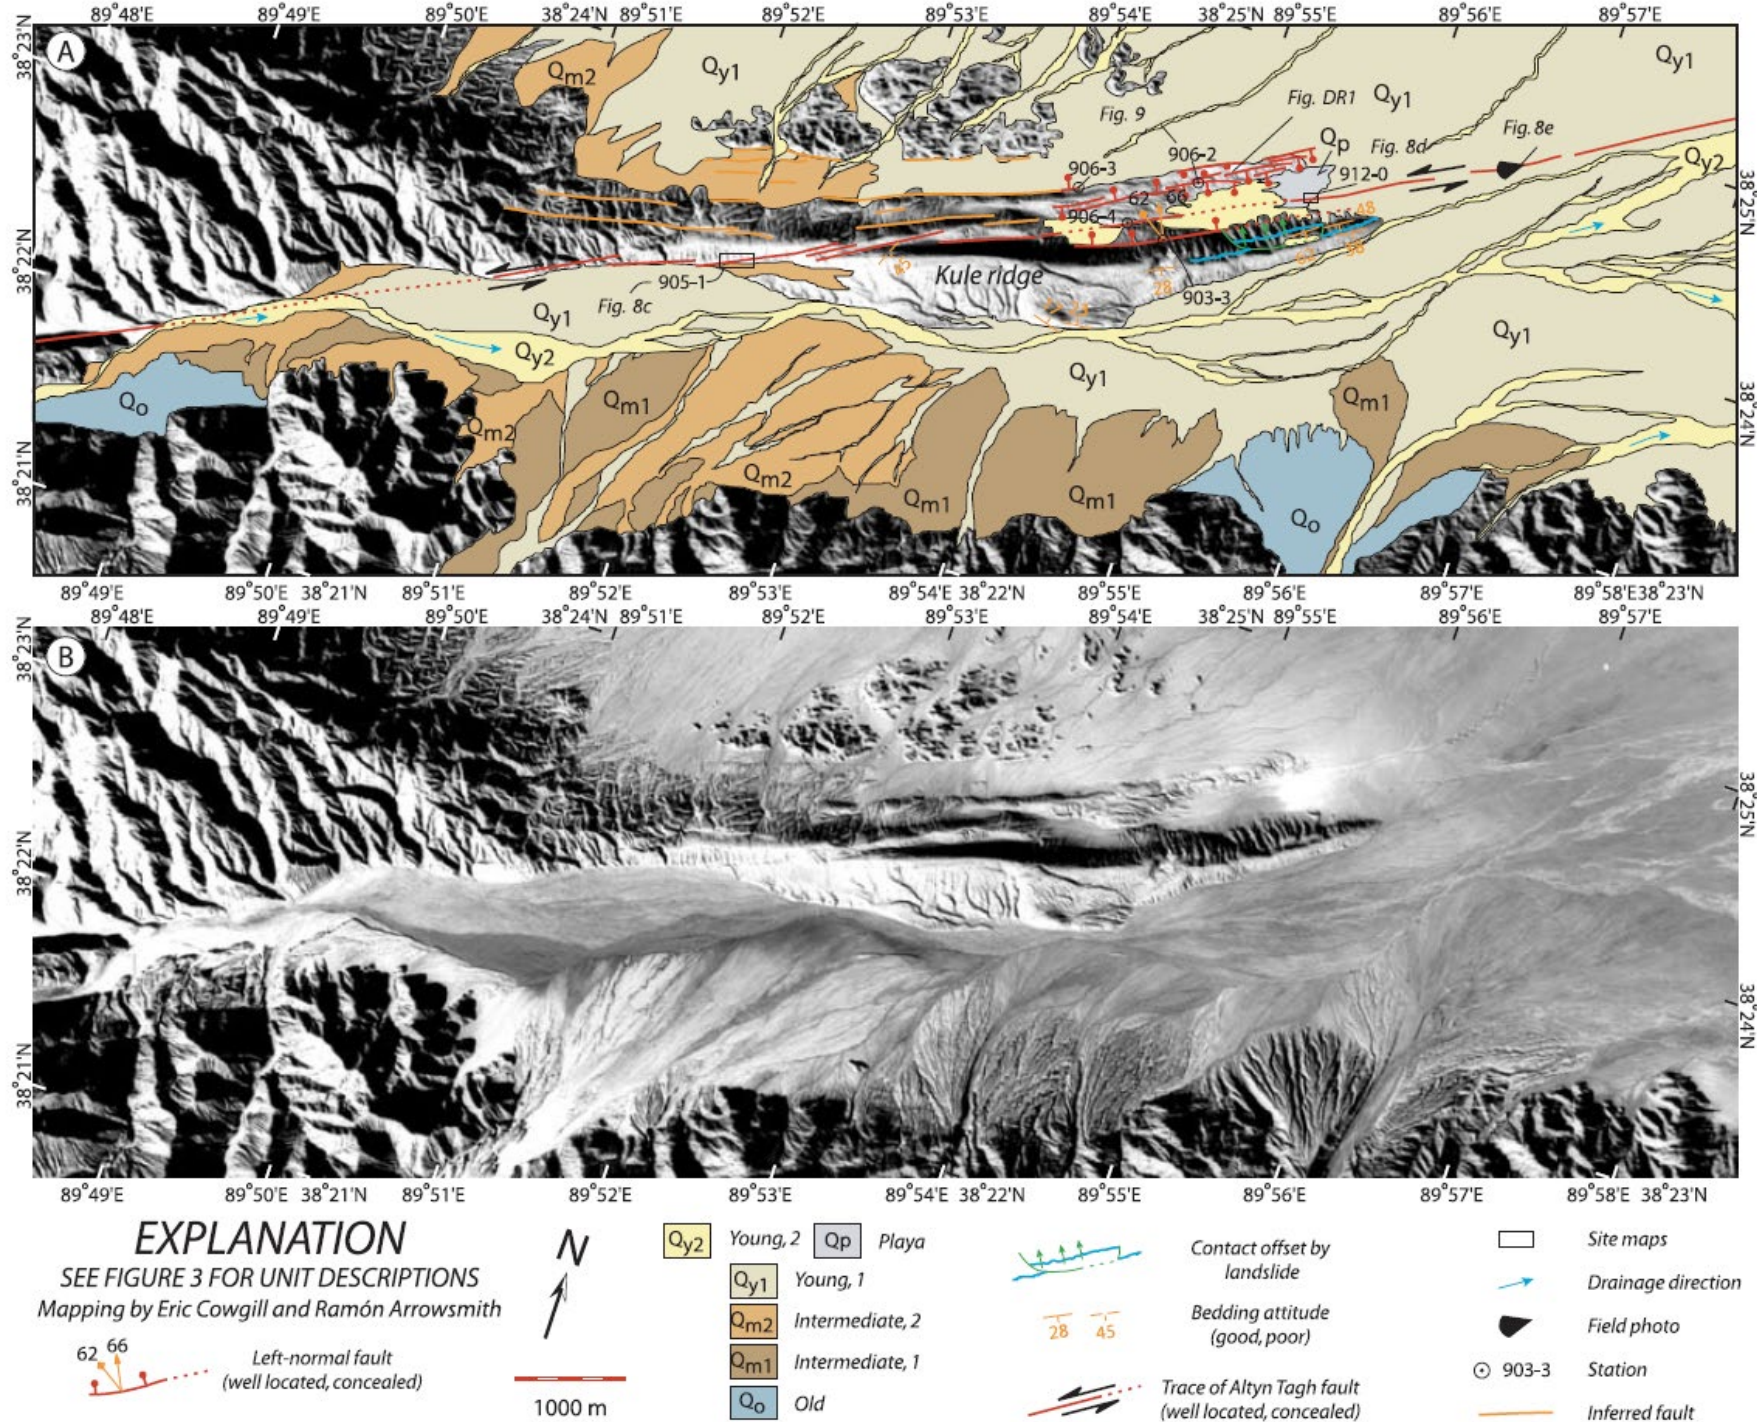 89°48'E 89°49'E 89°50'E 38°24'N 89°51'E 89°52'E 89°53'E 89°54'E 38°25'N 89°55'E 89°56'E 89°57'E
38°23'N
A
Qm2
Qy1
Qy1
Fig. 9
Fig. DR1
Qy1
Fig. 8e
Qp
Fig. 8d
Qy2
906-3
906-2
912-0
38°25'N
62
66
906-4
48
38°22'N
45
Kule ridge
28
905-1
903-3
Fig. 8c
Qy1
Qy1
Qy2
Qy1
Qo
Qm1
Qm1
Qm2
38°24'N
38°21'N
Qm2
Qm1
Qm1
Qo
89°49'E 89°50'E 38°21'N 89°51'E 89°52'E 89°53'E 89°54'E 38°22'N 89°55'E 89°56'E 89°57'E 89°58'E 38°23'N
89°48'E 89°49'E 89°50'E 38°24'N 89°51'E 89°52'E 89°53'E 89°54'E 38°25'N 89°55'E 89°56'E 89°57'E
38°23'N
B
38°25'N
38°22'N
38°24'N
38°21'N
89°49'E 89°50'E 38°21'N 89°51'E 89°52'E 89°53'E 89°54'E 38°22'N 89°55'E 89°56'E 89°57'E 89°58'E 38°23'N
EXPLANATION
SEE FIGURE 3 FOR UNIT DESCRIPTIONS
Mapping by Eric Cowgill and Ramón Arrowsmith
62 66
Left-normal fault
(well located, concealed)
N
1000 m
Qy2 Young, 2
Qp Playa
Qy1 Young, 1
Qm2 Intermediate, 2
Qm1 Intermediate, 1
Qo Old
Contact offset by
landslide
28 45
Bedding attitude
(good, poor)
Trace of Altyn Tagh fault
(well located, concealed)
Site maps
Drainage direction
Field photo
903-3 Station
Inferred fault